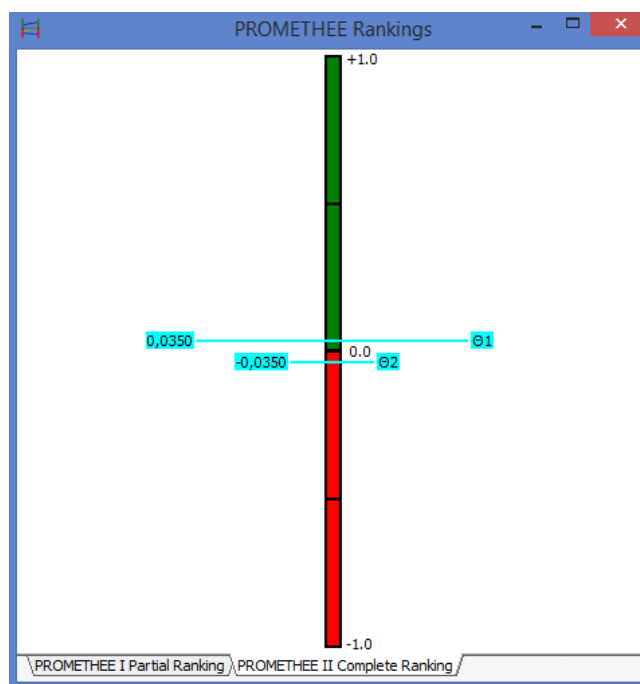 PROMETHEE Rankings
+1.0
0,0350
Θ1
0.0
-0,0350
Θ2
-1.0
PROMETHEE I Partial Ranking
PROMETHEE II Complete Ranking